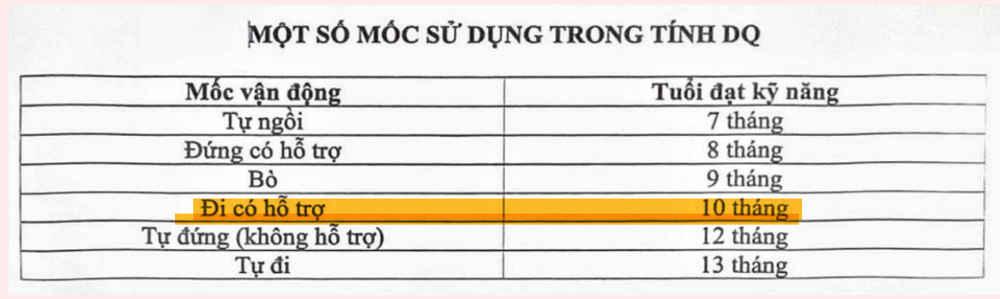 MỘT SỐ MỐC SỬ DỤNG TRONG TÍNH DQ
Mốc vận động Tuổi đạt kỹ năng
Tự ngồi 7 tháng
Đứng có hỗ trợ 8 tháng
Bò 9 tháng
Đi có hỗ trợ 10 tháng
Tự đứng (không hỗ trợ) 12 tháng
Tự đi 13 tháng